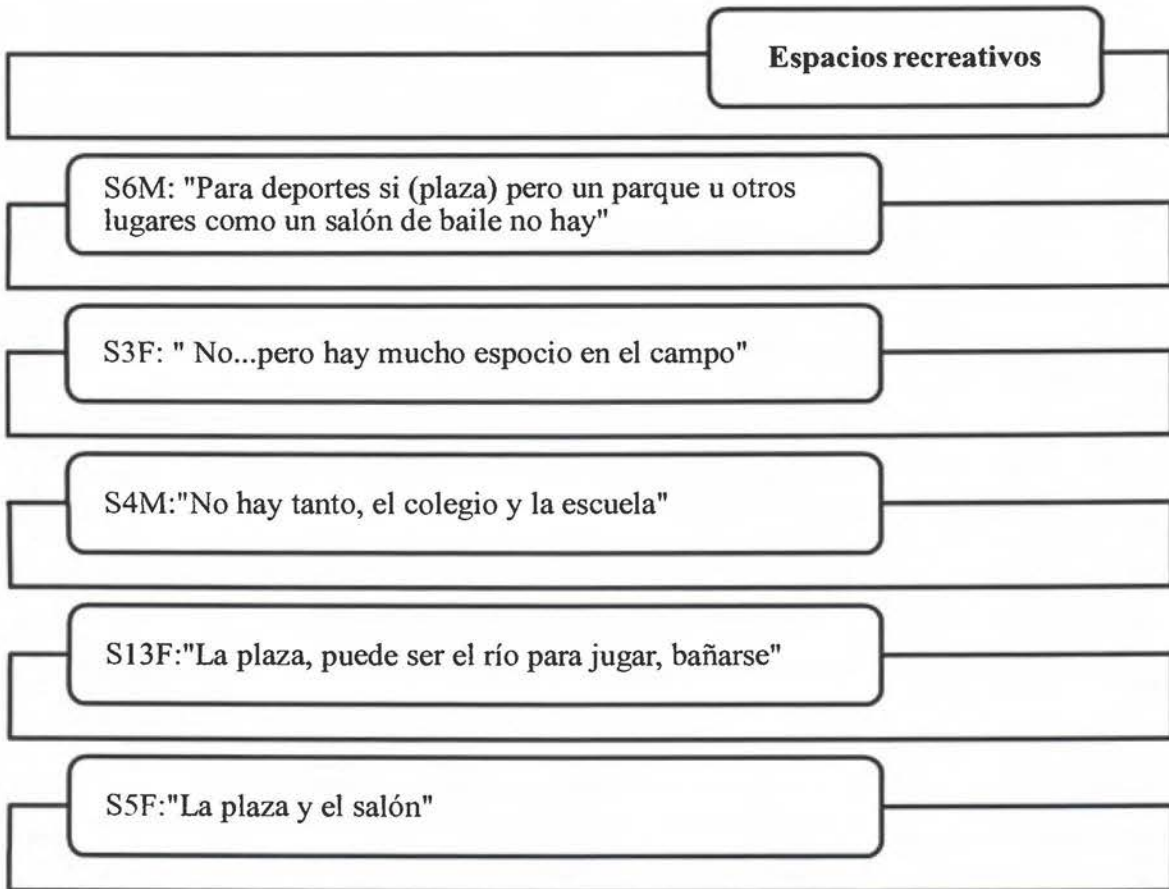 Espacios recreativos
S6M: "Para deportes si (plaza) pero un parque u otros
lugares como un salón de baile no hay"
S3F: " No...pero hay mucho espocio en el campo"
S4M:"No hay tanto, el colegio y la escuela"
S13F:"La plaza, puede ser el río para jugar, bañarse"
S5F:"La plaza y el salón"